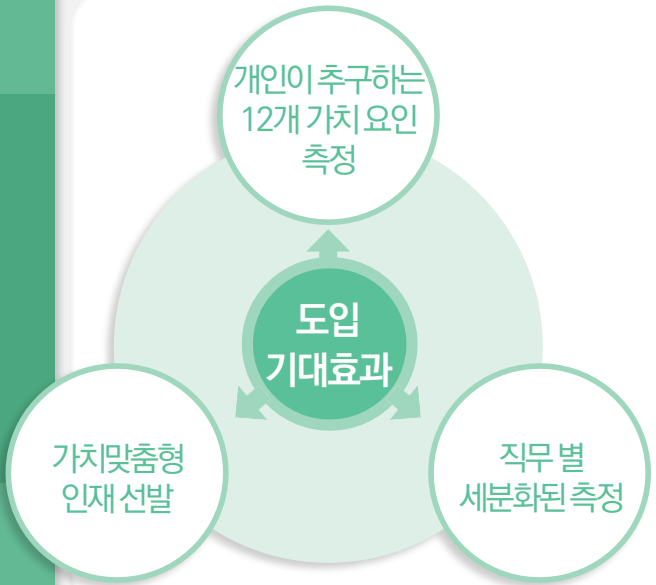 개인이 추구하는
12개 가치 요인
측정
도입
기대효과
가치맞춤형
인재 선발
직무 별
세분화된 측정